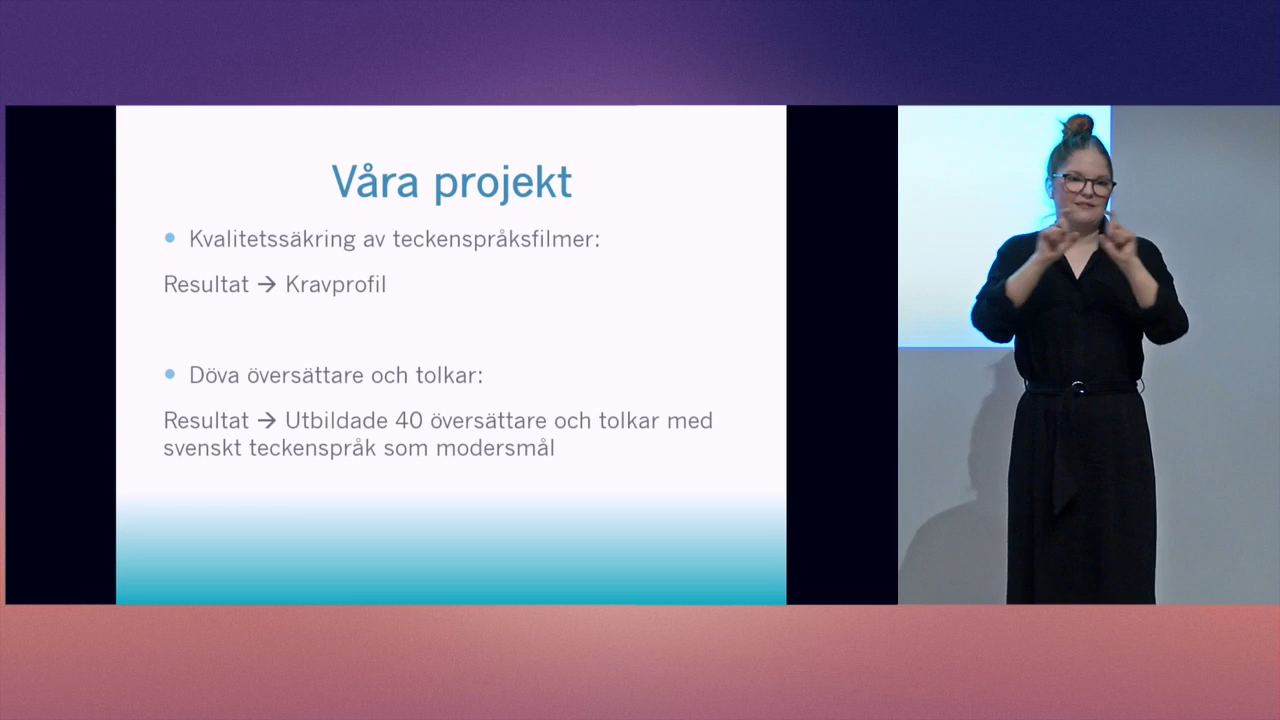 Våra projekt
• Kvalitetssäkring av teckenspråksfilmer:
Resultat → Kravprofil
• Döva översättare och tolkar:
Resultat → Utbildade 40 översättare och tolkar med
svenskt teckenspråk som modersmål